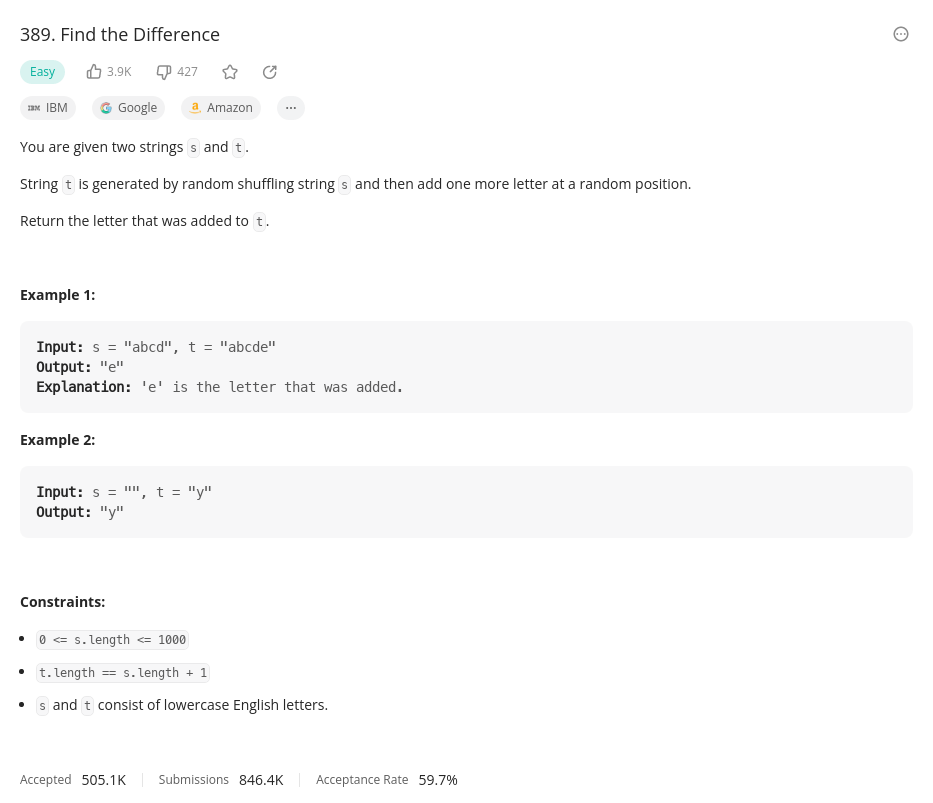 389. Find the Difference
Easy 3.9K 427
IBM Google Amazon ...
You are given two strings s and t.
String t is generated by random shuffling string s and then add one more letter at a random position.
Return the letter that was added to t.
Example 1:
Input: s = "abcd", t = "abcde"
Output: "e"
Explanation: 'e' is the letter that was added.
Example 2:
Input: s = "", t = "y"
Output: "y"
Constraints:
• 0 <= s.length <= 1000
• t.length == s.length + 1
• s and t consist of lowercase English letters.
Accepted 505.1K Submissions 846.4K Acceptance Rate 59.7%